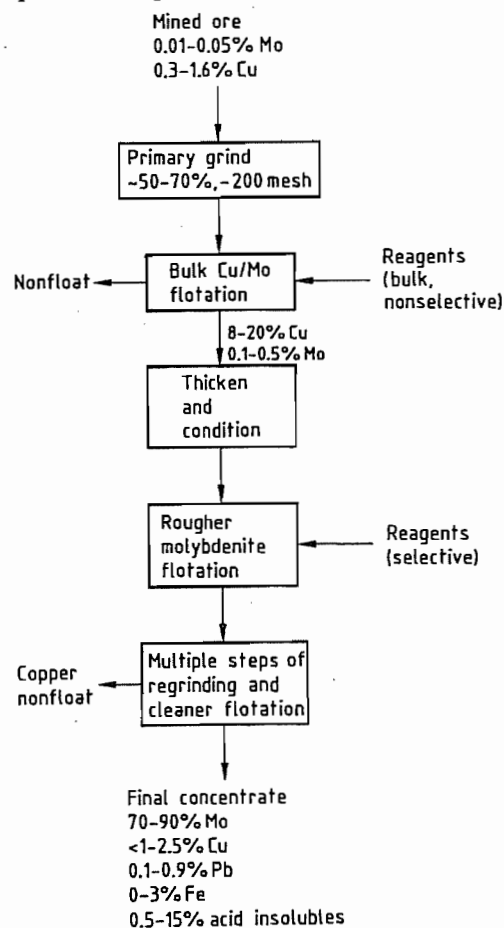 Mined ore
0.01–0.05% Mo
0.3–1.6% Cu
Primary grind
~50–70%, –200 mesh
Nonfloat
Bulk Cu/Mo
flotation
Reagents
(bulk,
nonselective)
8–20% Cu
0.1–0.5% Mo
Thicken
and
condition
Rougher
molybdenite
flotation
Reagents
(selective)
Copper
nonfloat
Multiple steps of
regrinding and
cleaner flotation
Final concentrate
70–90% Mo
<1–2.5% Cu
0.1–0.9% Pb
0–3% Fe
0.5–15% acid insolubles